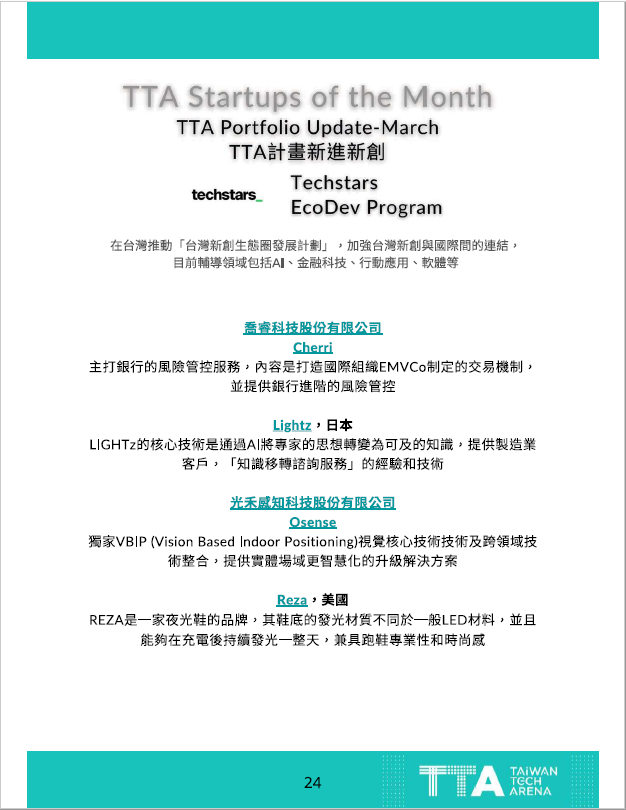 TTA Startups of the Month
TTA Portfolio Update-March
TTA計畫新進新創
techstars_
Techstars
EcoDev Program
在台灣推動「台灣新創生態圈發展計劃」，加強台灣新創與國際間的連結，
目前輔導領域包括AI、金融科技、行動應用、軟體等
喬睿科技股份有限公司
Cherri
主打銀行的風險管控服務，內容是打造國際組織EMVCo制定的交易機制，
並提供銀行進階的風險管控
Lightz，日本
LIGHTz的核心技術是通過AI將專家的思想轉變為可及的知識，提供製造業
客戶，「知識移轉諮詢服務」的經驗和技術
光禾感知科技股份有限公司
Osense
獨家VBIP (Vision Based Indoor Positioning)視覺核心技術技術及跨領域技
術整合，提供實體場域更智慧化的升級解決方案
Reza，美國
REZA是一家夜光鞋的品牌，其鞋底的發光材質不同於一般LED材料，並且
能夠在充電後持續發光一整天，兼具跑鞋專業性和時尚感
24
TTA
TAIWAN
TECH
ARENA